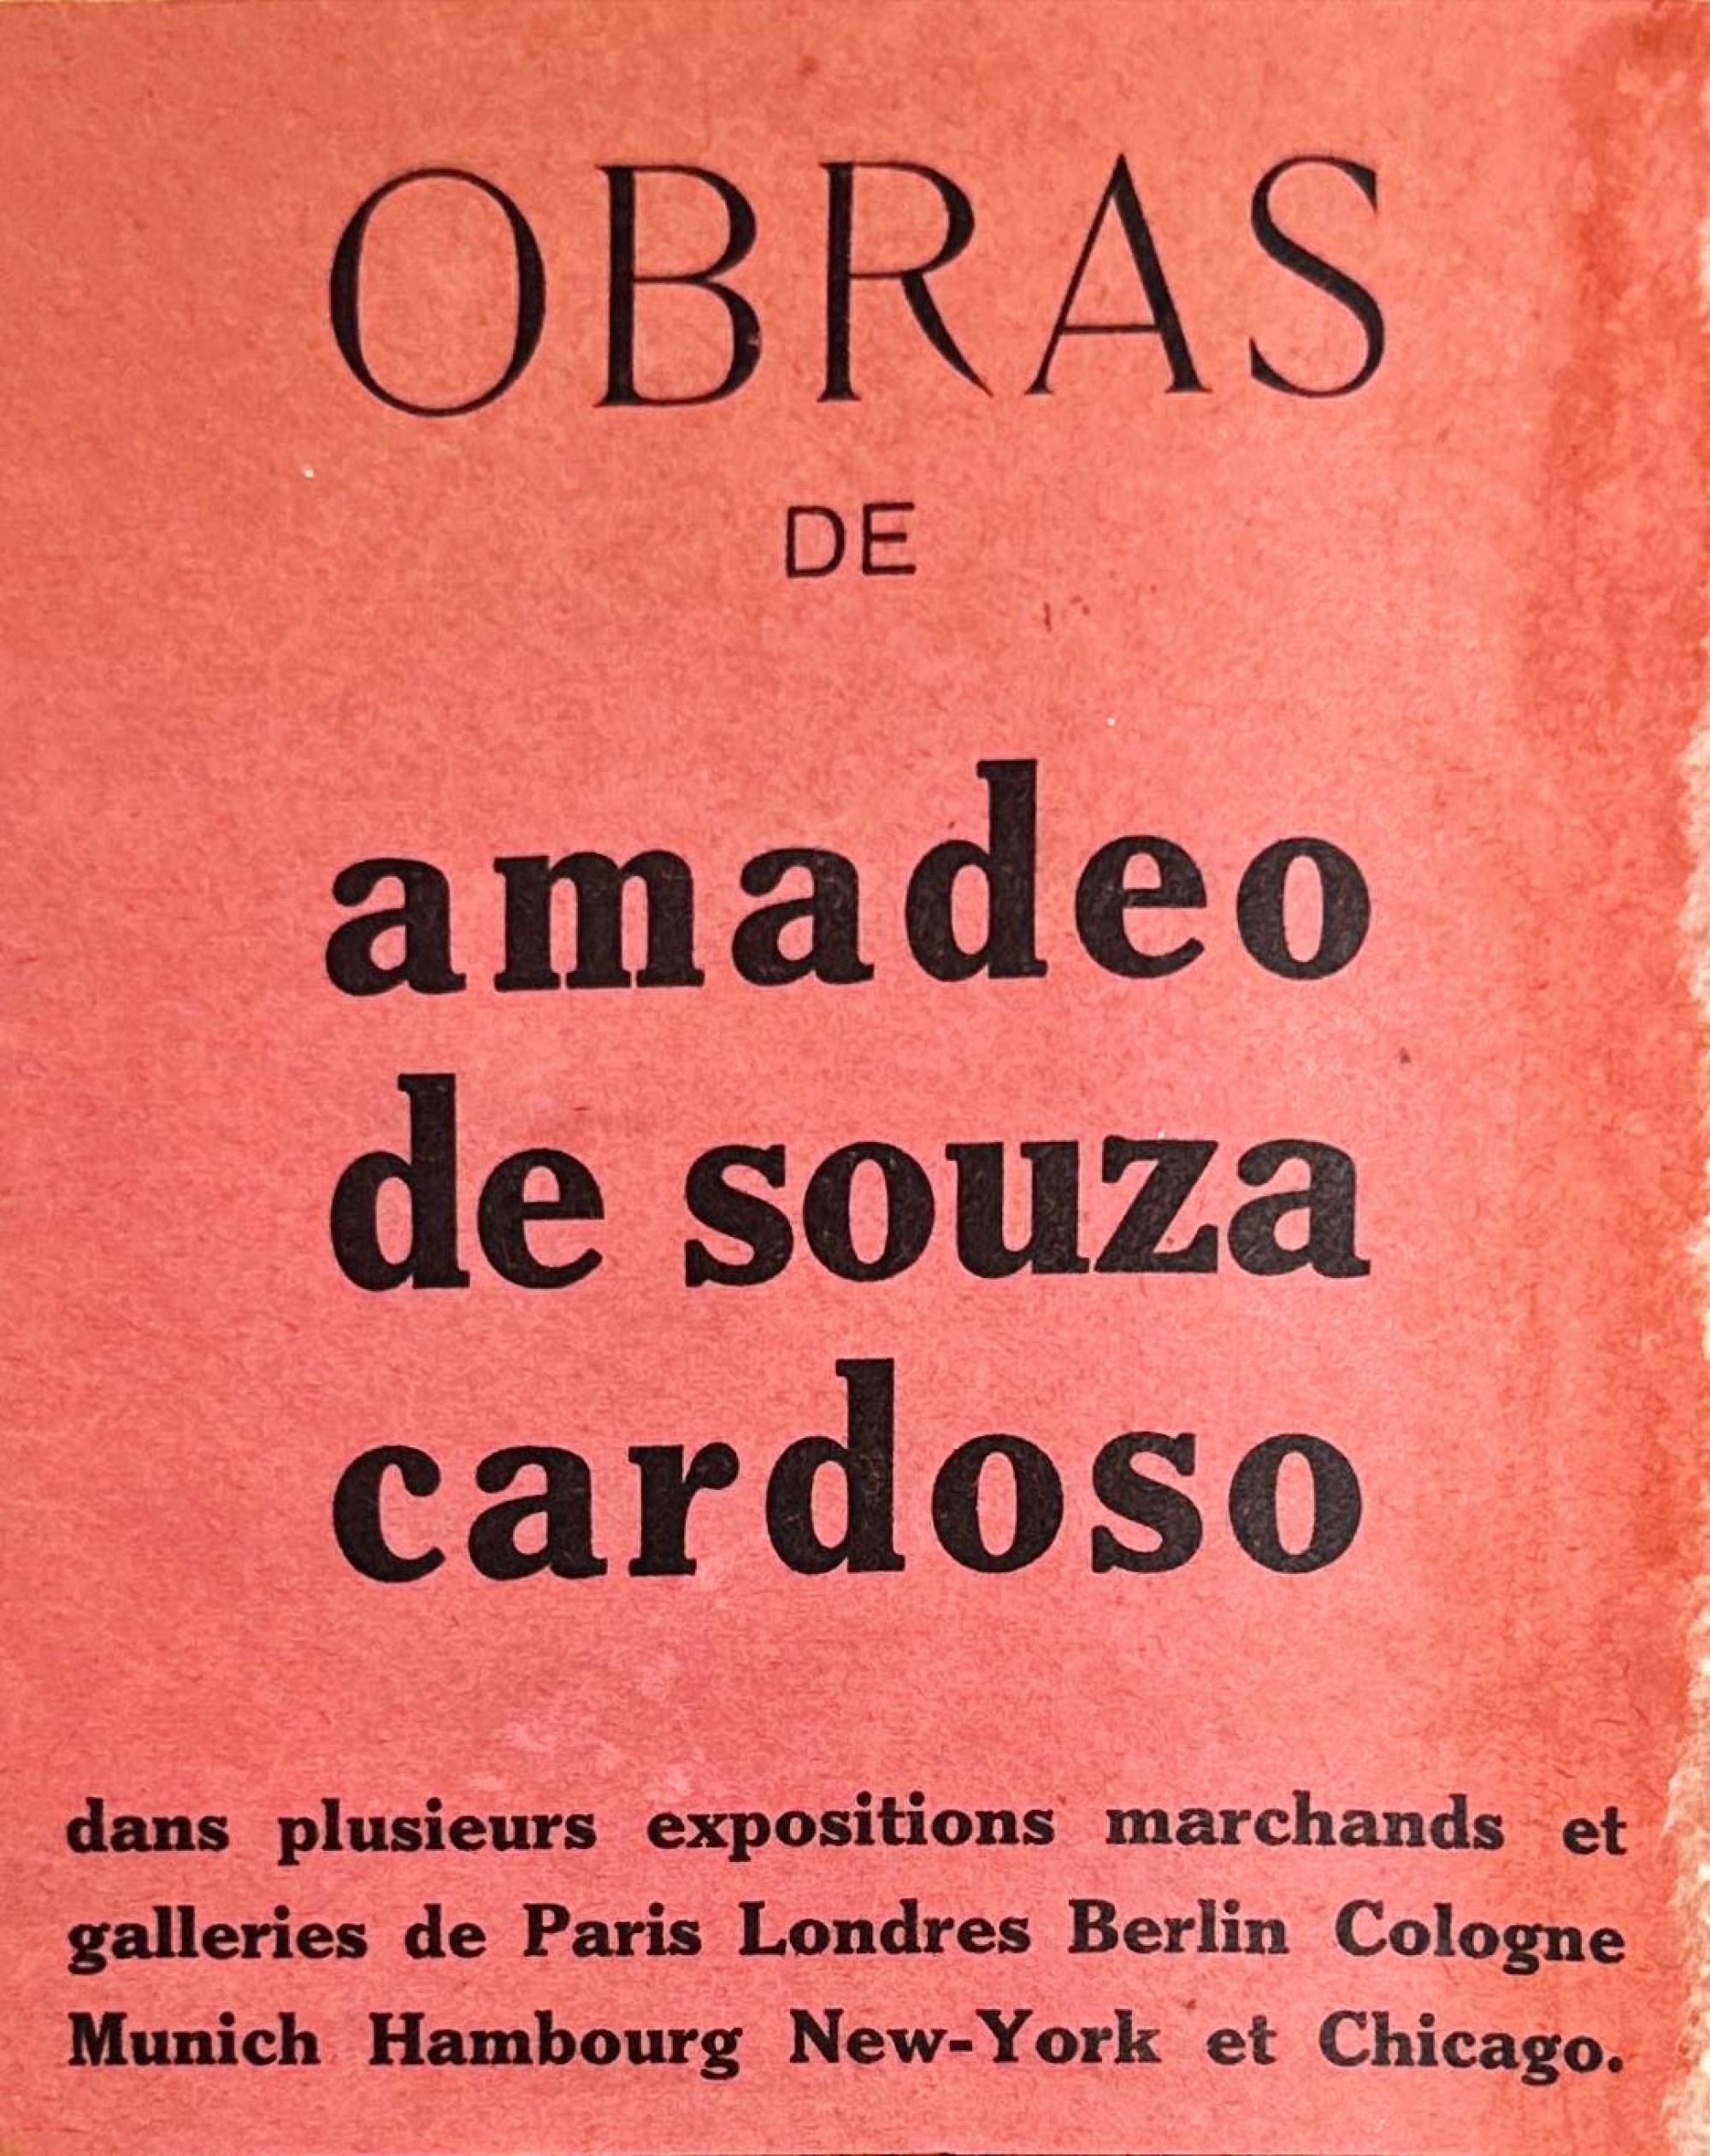 OBRAS
DE
amadeo
de souza
cardoso
dans plusieurs expositions marchands et
galleries de Paris Londres Berlin Cologne
Munich Hambourg New-York et Chicago.